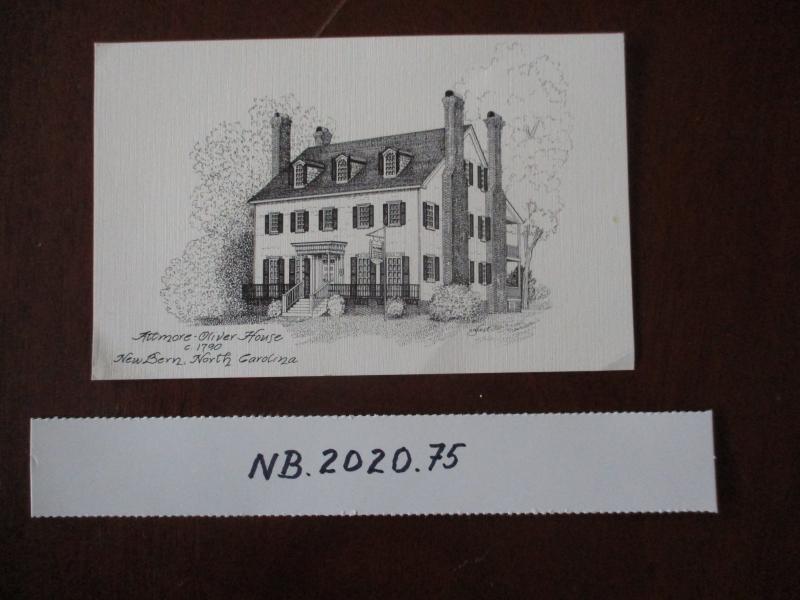 Attmore-Oliver House
c. 1790
New Bern, North Carolina
NB.2020.75